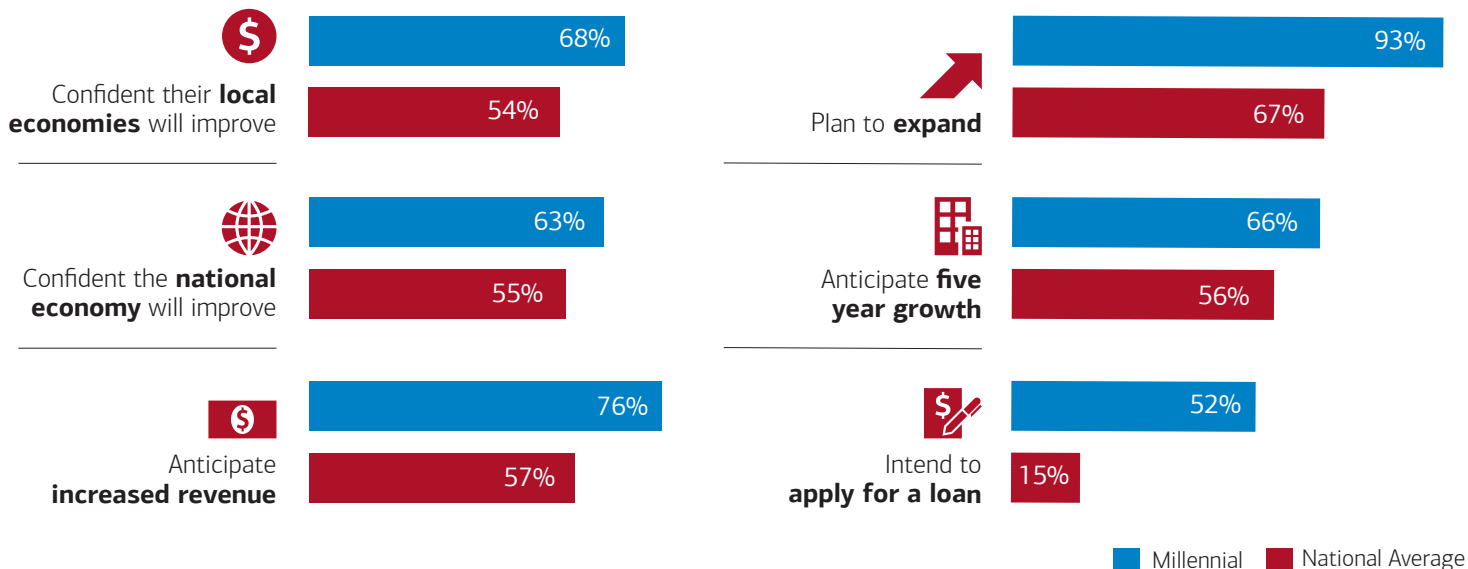 $
68%
Confident their local
economies will improve
54%
63%
Confident the national
economy will improve
55%
$
76%
Anticipate
increased revenue
57%
93%
Plan to expand
67%
66%
Anticipate five
year growth
56%
$
52%
Intend to
apply for a loan
15%
Millennial
National Average